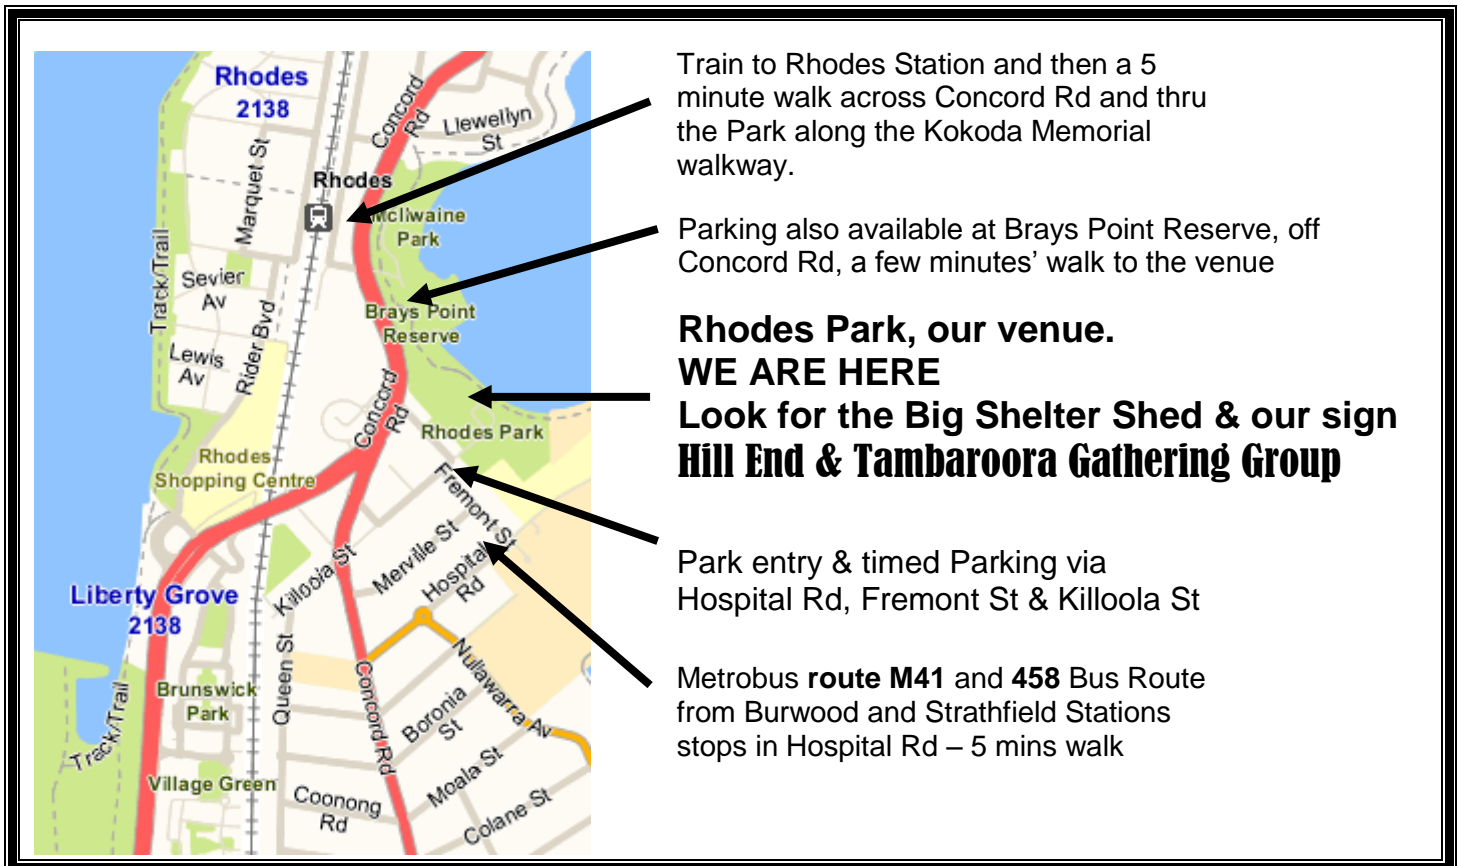 Rhodes
2138
Concord
Rd
Llewellyn
St
Marquet St
Rhodes
McIlwaine
Park
Track/Trail
Sevier
Av
Rider Bvd
Brays Point
Reserve
Lewis
Av
Concord
Rd
Rhodes Park
Rhodes
Shopping Centre
Fremont St
Merville St
Hospital
Rd
Killoola St
Liberty Grove
2138
Queen St
Concord Rd
Nullawarra Av
Brunswick
Park
Boronia
St
Track/Trail
Moala St
Village Green
Coonong
Rd
Colane St
Train to Rhodes Station and then a 5
minute walk across Concord Rd and thru
the Park along the Kokoda Memorial
walkway.
Parking also available at Brays Point Reserve, off
Concord Rd, a few minutes’ walk to the venue
Rhodes Park, our venue.
WE ARE HERE
Look for the Big Shelter Shed & our sign
Hill End & Tambaroora Gathering Group
Park entry & timed Parking via
Hospital Rd, Fremont St & Killoola St
Metrobus route M41 and 458 Bus Route
from Burwood and Strathfield Stations
stops in Hospital Rd – 5 mins walk